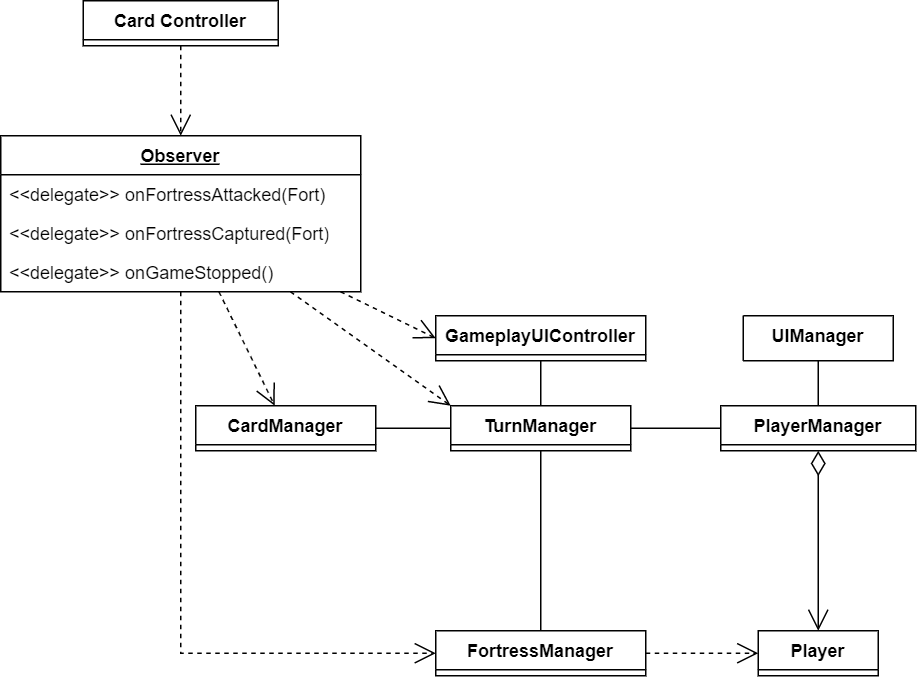 Card Controller
Observer
<<delegate>> onFortressAttacked(Fort)
<<delegate>> onFortressCaptured(Fort)
<<delegate>> onGameStopped()
GameplayUIController
UIManager
CardManager
TurnManager
PlayerManager
FortressManager
Player